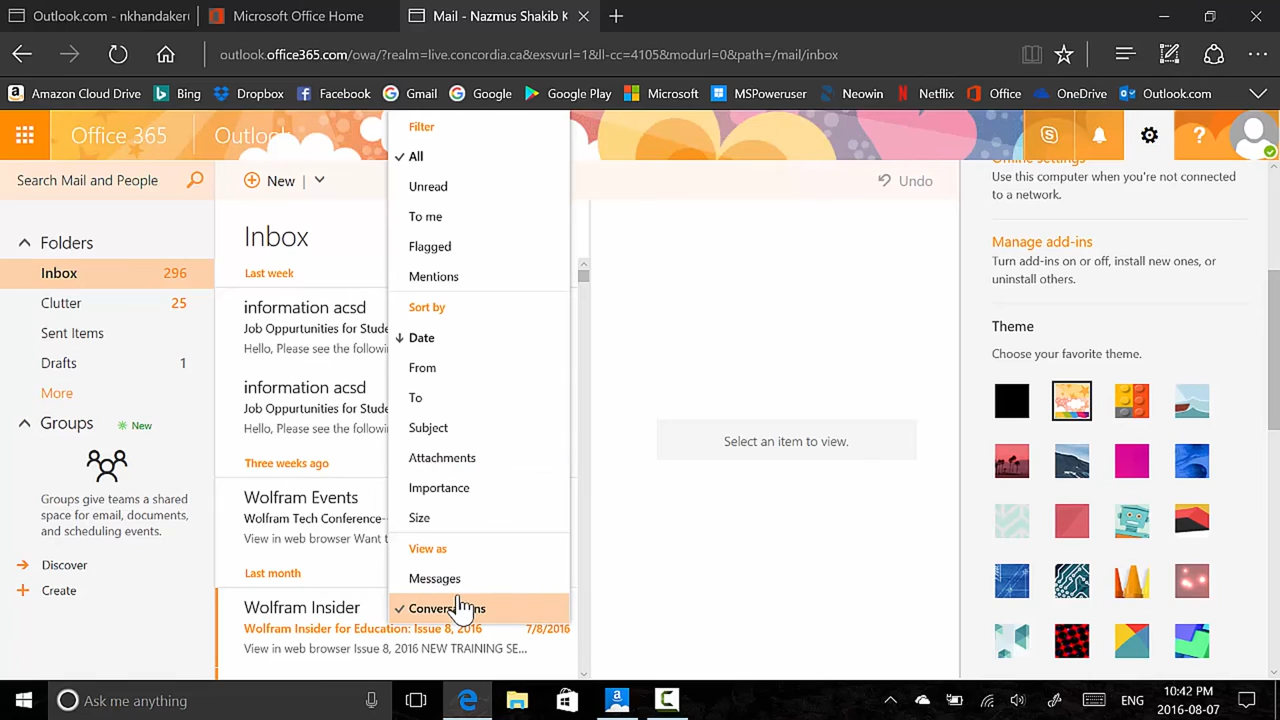 Outlook.com - nkhandaker
Microsoft Office Home
Mail - Nazmus Shakib K
outlook.office365.com/owa/?realm=live.concordia.ca&exsvurl=1&ll-cc=4105&modurl=0&path=/mail/inbox
Amazon Cloud Drive
Bing
Dropbox
Facebook
Gmail
Google
Google Play
Microsoft
MSPoweruser
Neowin
Netflix
Office
OneDrive
Outlook.com
Office 365
Outlook
Search Mail and People
New
Undo
Folders
Inbox 296
Clutter 25
Sent Items
Drafts 1
More
Groups New
Groups give teams a shared
space for email, documents,
and scheduling events.
Discover
Create
Inbox
Last week
information acsd
Job Opportunities for Stude
Hello, Please see the followi
information acsd
Job Opportunities for Stude
Hello, Please see the followi
Three weeks ago
Wolfram Events
Wolfram Tech Conference-
View in web browser Want t
Last month
Wolfram Insider
Wolfram Insider for Education: Issue 8, 2016 7/8/2016
View in web browser Issue 8, 2016 NEW TRAINING SE...
Filter
All
Unread
To me
Flagged
Mentions
Sort by
Date
From
To
Subject
Attachments
Importance
Size
View as
Messages
Conversations
Select an item to view.
Offline settings
Use this computer when you're not connected
to a network.
Manage add-ins
Turn add-ins on or off, install new ones, or
uninstall others.
Theme
Choose your favorite theme.
Ask me anything
ENG
10:42 PM
2016-08-07